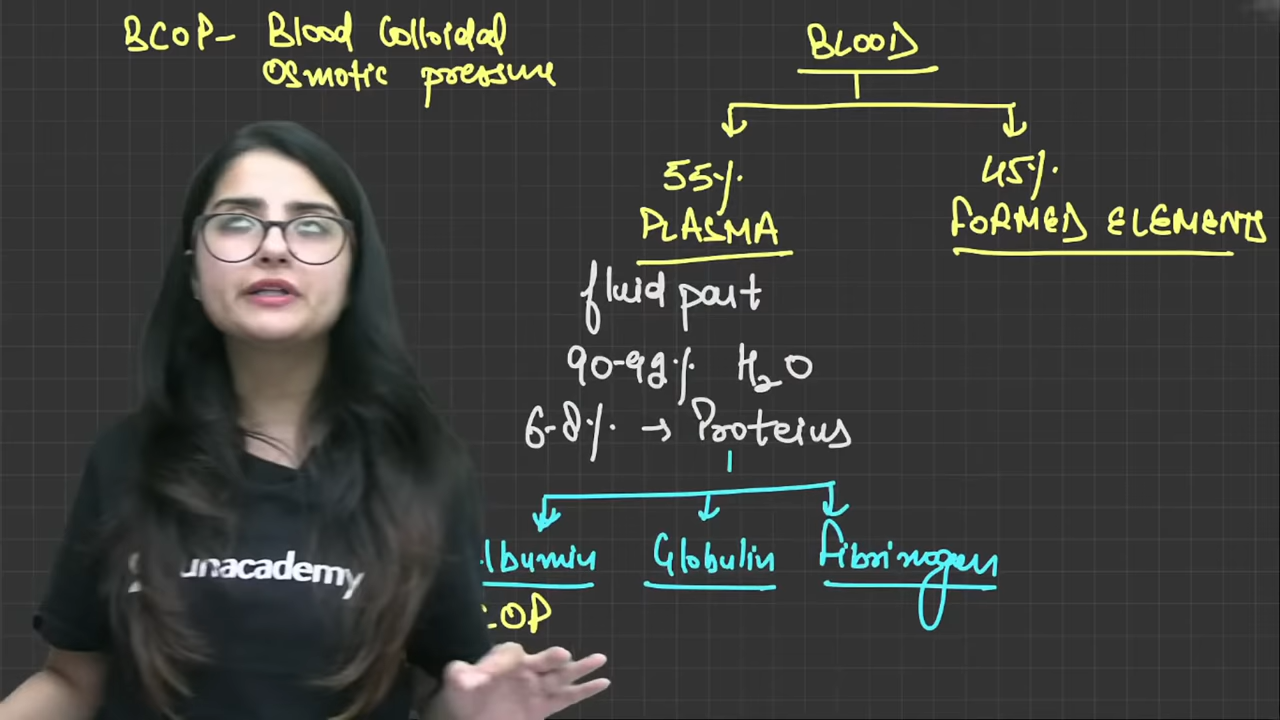 BCOP- Blood Colloidal
Osmotic pressure
BLOOD
55%
PLASMA
45%
FORMED ELEMENTS
fluid part
90-92% H₂O
6-8% → Proteins
lbumin
Globulin
Fibrinogen
COP
unacademy